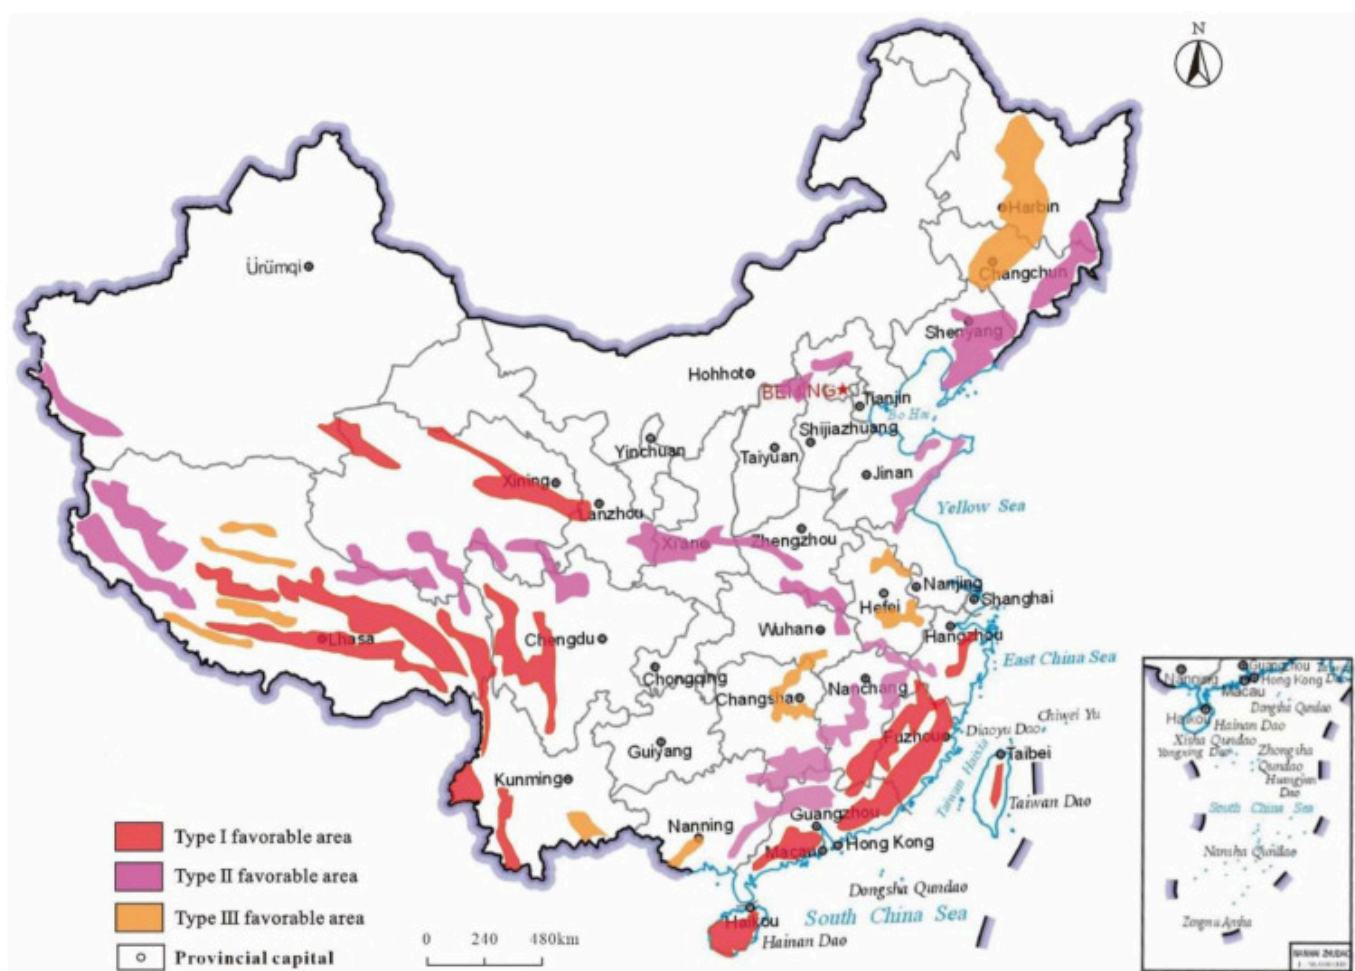 N
Harbin
Ürümqi
Changchun
Shenyang
Hohhot
BEIJING
Tianjin
Bo Hai
Shijiazhuang
Yinchuan
Taiyuan
Jinan
Xining
Lanzhou
Yellow Sea
Xi'an
Zhengzhou
Nanjing
Hefei
Shanghai
Lhasa
Chengdu
Wuhan
Hangzhou
East China Sea
Chongqing
Nanchang
Changsha
Chiwei Yu
Diaoyu Dao
Fuzhou
Guiyang
Taibei
Taiwan Haixia
Kunming
Taiwan Dao
Guangzhou
Nanning
Hong Kong
Macau
Dongsha Qundao
Haikou
South China Sea
Hainan Dao
Type I favorable area
Type II favorable area
Type III favorable area
Provincial capital
0 240 480km
Guangzhou
Nanning
Hong Kong
Macau
Dongsha Qundao
Haikou
Hainan Dao
Xisha Qundao
Zhongsha
Qundao
Dao
South China Sea
Nansha Qundao